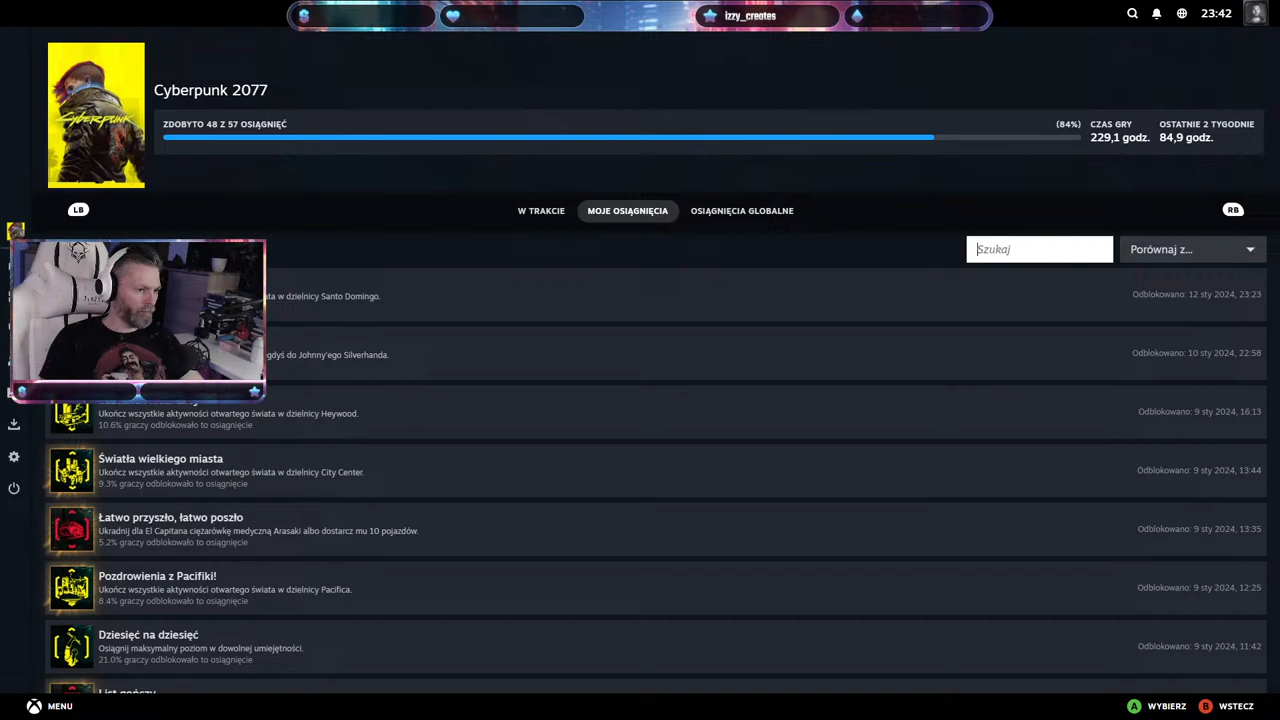 izzy_creates
23:42
Cyberpunk 2077
ZDOBYTO 48 Z 57 OSIĄGNIĘĆ
(84%)
CZAS GRY
229,1 godz.
OSTATNIE 2 TYGODNIE
84,9 godz.
LB
W TRAKCIE
MOJE OSIĄGNIĘCIA
OSIĄGNIĘCIA GLOBALNE
RB
Szukaj
Porównaj z...
w dzielnicy Santo Domingo.
Odblokowano: 12 sty 2024, 23:23
do Johnny'ego Silverhanda.
Odblokowano: 10 sty 2024, 22:58
Ukończ wszystkie aktywności otwartego świata w dzielnicy Heywood.
10.6% graczy odblokowało to osiągnięcie
Odblokowano: 9 sty 2024, 16:13
Światła wielkiego miasta
Ukończ wszystkie aktywności otwartego świata w dzielnicy City Center.
9.3% graczy odblokowało to osiągnięcie
Odblokowano: 9 sty 2024, 13:44
Łatwo przyszło, łatwo poszło
Ukradnij dla El Capitana ciężarówkę medyczną Arasaki albo dostarcz mu 10 pojazdów.
5.2% graczy odblokowało to osiągnięcie
Odblokowano: 9 sty 2024, 13:35
Pozdrowienia z Pacifiki!
Ukończ wszystkie aktywności otwartego świata w dzielnicy Pacifica.
8.4% graczy odblokowało to osiągnięcie
Odblokowano: 9 sty 2024, 12:25
Dziesięć na dziesięć
Osiągnij maksymalny poziom w dowolnej umiejętności.
21.0% graczy odblokowało to osiągnięcie
Odblokowano: 9 sty 2024, 11:42
List gończy
MENU
A WYBIERZ
B WSTECZ